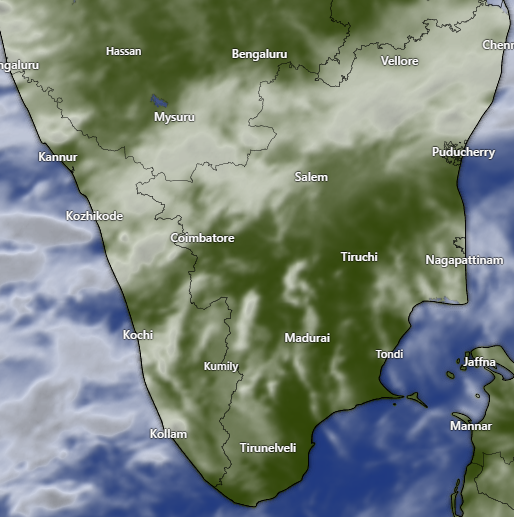 Hassan
Bengaluru
Chenn
Vellore
ngaluru
Mysuru
Kannur
Puducherry
Salem
Kozhikode
Coimbatore
Tiruchi
Nagapattinam
Kochi
Madurai
Tondi
Jaffna
Kumily
Mannar
Kollam
Tirunelveli